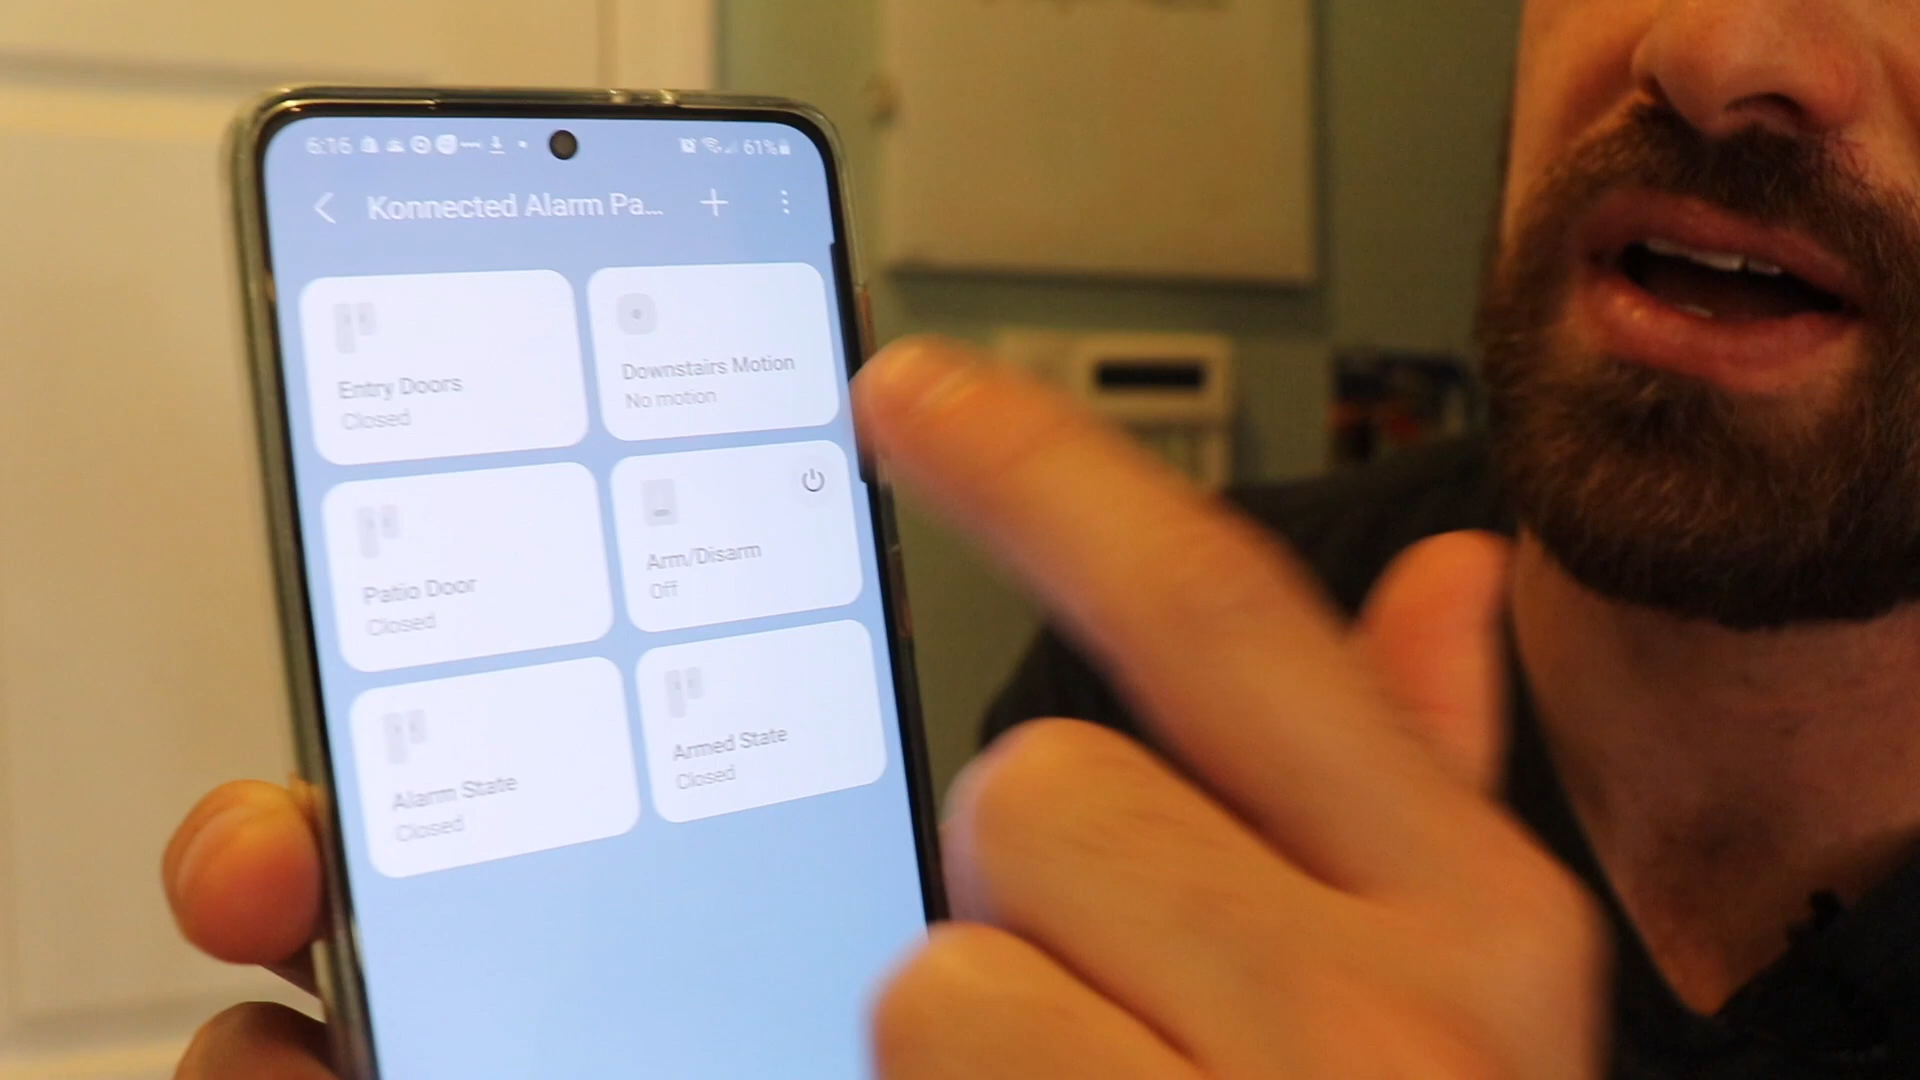 6:16
61%
Konnected Alarm Pa...
Entry Doors
Closed
Downstairs Motion
No motion
Patio Door
Closed
Arm/Disarm
Off
Alarm State
Closed
Armed State
Closed